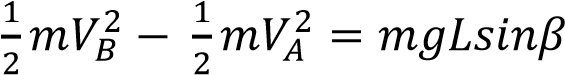 ½mV_B² − ½mV_A² = mgLsinβ